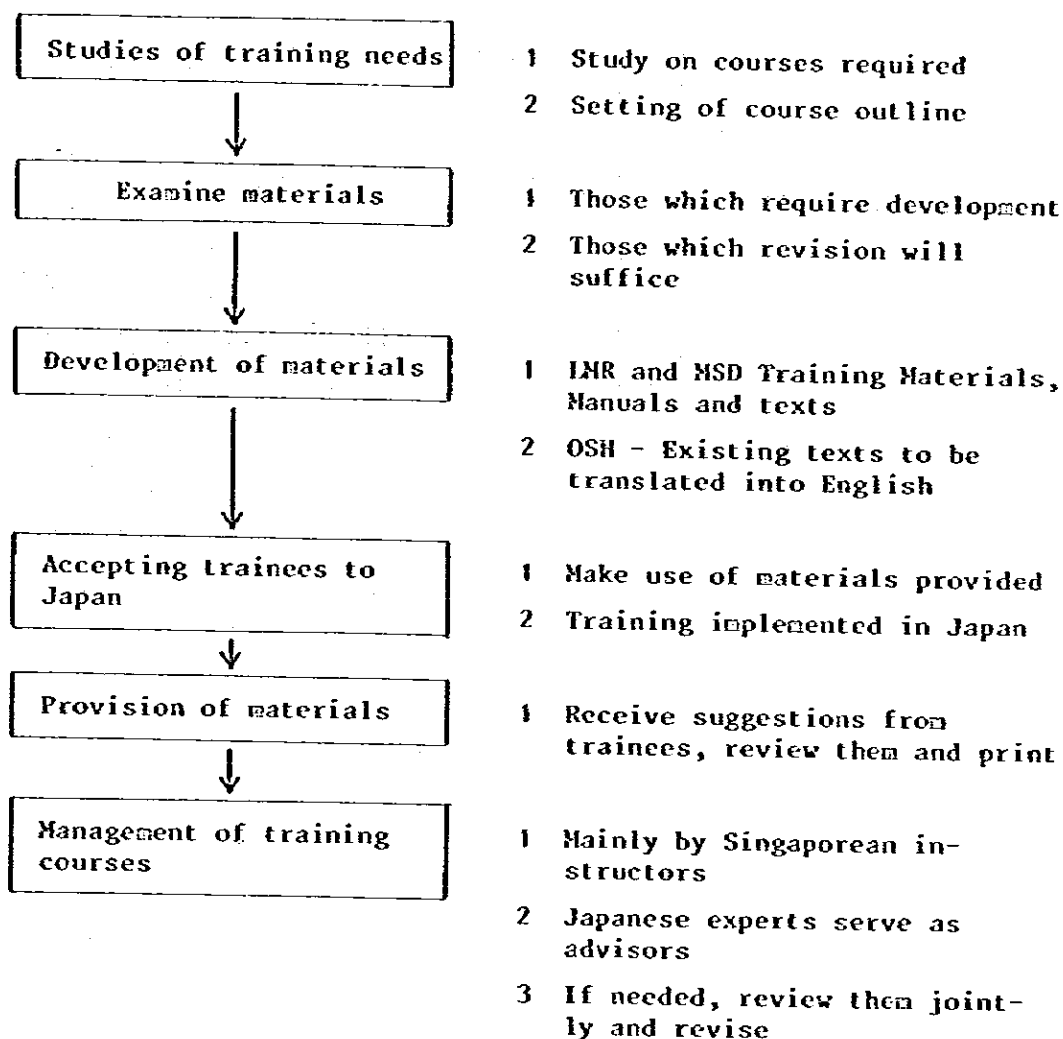 Studies of training needs
1 Study on courses required
2 Setting of course outline
Examine materials
1 Those which require development
2 Those which revision will
suffice
Development of materials
1 LMR and MSD Training Materials,
Manuals and texts
2 OSH - Existing texts to be
translated into English
Accepting trainees to
Japan
1 Make use of materials provided
2 Training implemented in Japan
Provision of materials
1 Receive suggestions from
trainees, review them and print
Management of training
courses
1 Mainly by Singaporean in-
structors
2 Japanese experts serve as
advisors
3 If needed, review them joint-
ly and revise